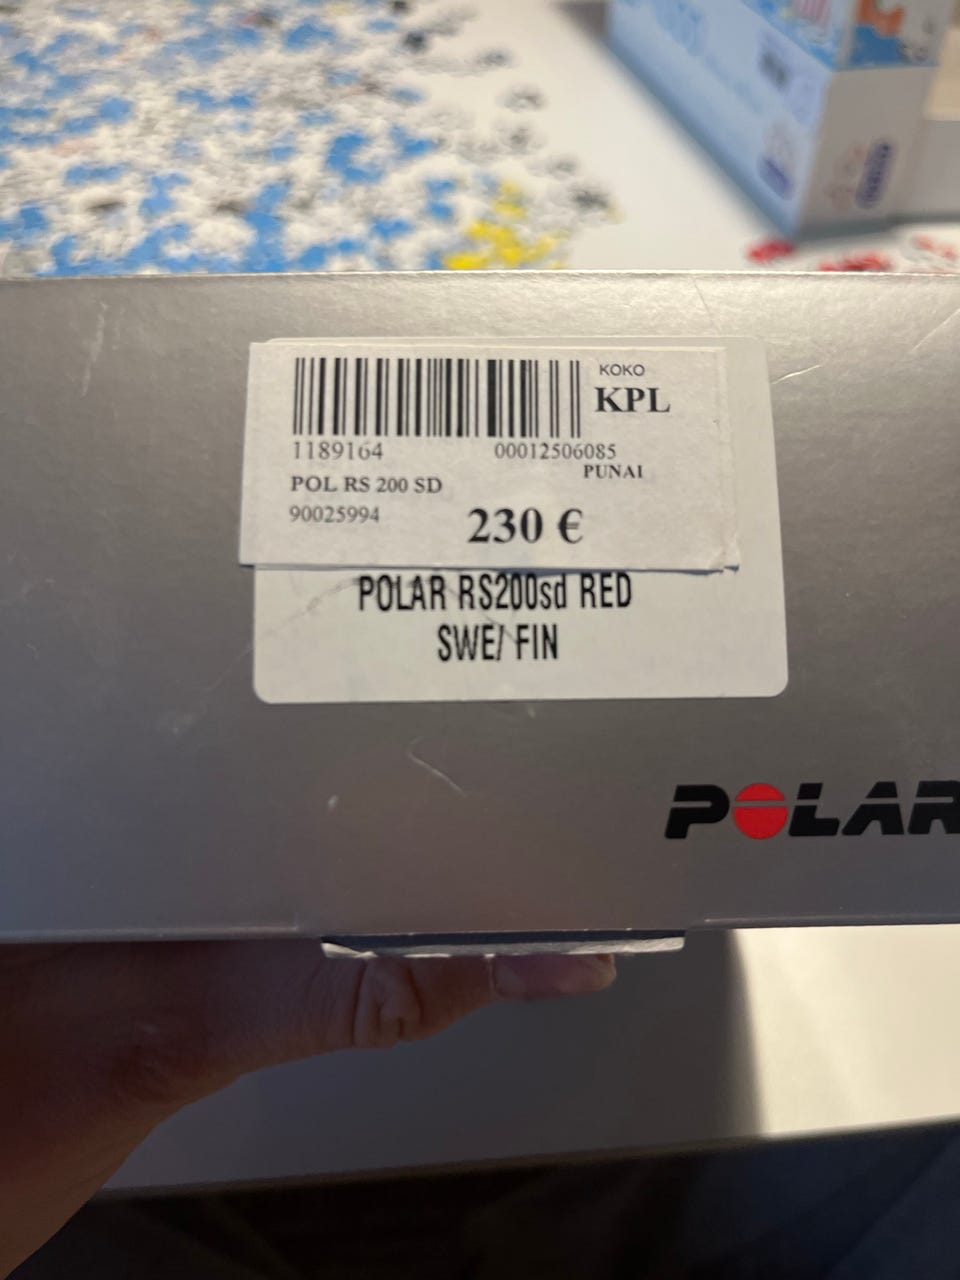 KOKO
KPL
1189164
00012506085
PUNAI
POL RS 200 SD
90025994
230 €
POLAR RS200sd RED
SWE/ FIN
POLAR